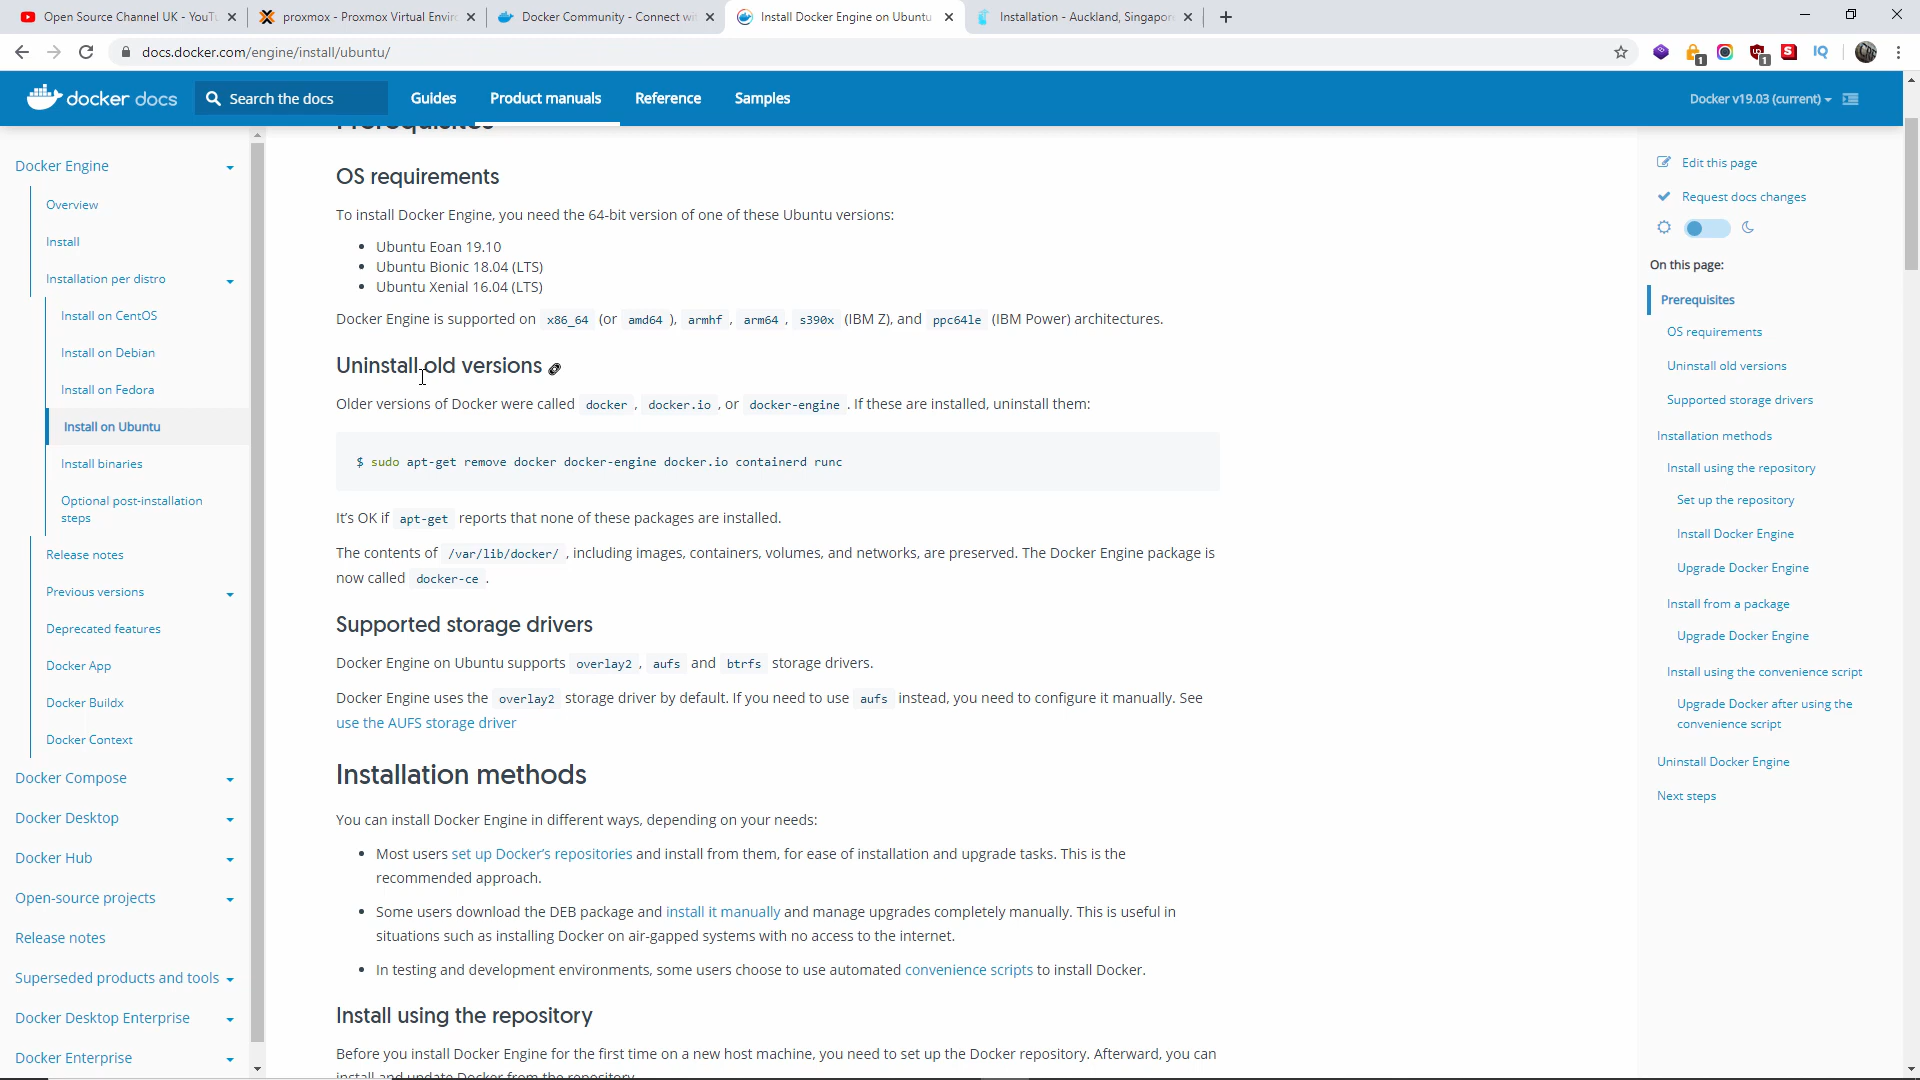 Open Source Channel UK - YouTu
proxmox - Proxmox Virtual Enviro
Docker Community - Connect wit
Install Docker Engine on Ubuntu
Installation - Auckland, Singapor
docs.docker.com/engine/install/ubuntu/
1
1
S
IQ
docker docs
Search the docs
Guides
Product manuals
Reference
Samples
Docker v19.03 (current)
Docker Engine
Overview
Install
Installation per distro
Install on CentOS
Install on Debian
Install on Fedora
Install on Ubuntu
Install binaries
Optional post-installation
steps
Release notes
Previous versions
Deprecated features
Docker App
Docker Buildx
Docker Context
Docker Compose
Docker Desktop
Docker Hub
Open-source projects
Release notes
Superseded products and tools
Docker Desktop Enterprise
Docker Enterprise
Prerequisites
OS requirements
To install Docker Engine, you need the 64-bit version of one of these Ubuntu versions:
• Ubuntu Eoan 19.10
• Ubuntu Bionic 18.04 (LTS)
• Ubuntu Xenial 16.04 (LTS)
Docker Engine is supported on x86_64 (or amd64 ), armhf , arm64 , s390x (IBM Z), and ppc64le (IBM Power) architectures.
Uninstall old versions
Older versions of Docker were called docker , docker.io , or docker-engine . If these are installed, uninstall them:
$ sudo apt-get remove docker docker-engine docker.io containerd runc
It’s OK if apt-get reports that none of these packages are installed.
The contents of /var/lib/docker/ , including images, containers, volumes, and networks, are preserved. The Docker Engine package is
now called docker-ce .
Supported storage drivers
Docker Engine on Ubuntu supports overlay2 , aufs and btrfs storage drivers.
Docker Engine uses the overlay2 storage driver by default. If you need to use aufs instead, you need to configure it manually. See
use the AUFS storage driver
Installation methods
You can install Docker Engine in different ways, depending on your needs:
• Most users set up Docker’s repositories and install from them, for ease of installation and upgrade tasks. This is the
recommended approach.
• Some users download the DEB package and install it manually and manage upgrades completely manually. This is useful in
situations such as installing Docker on air-gapped systems with no access to the internet.
• In testing and development environments, some users choose to use automated convenience scripts to install Docker.
Install using the repository
Before you install Docker Engine for the first time on a new host machine, you need to set up the Docker repository. Afterward, you can
install and update Docker from the repository.
Edit this page
Request docs changes
On this page:
Prerequisites
OS requirements
Uninstall old versions
Supported storage drivers
Installation methods
Install using the repository
Set up the repository
Install Docker Engine
Upgrade Docker Engine
Install from a package
Upgrade Docker Engine
Install using the convenience script
Upgrade Docker after using the
convenience script
Uninstall Docker Engine
Next steps